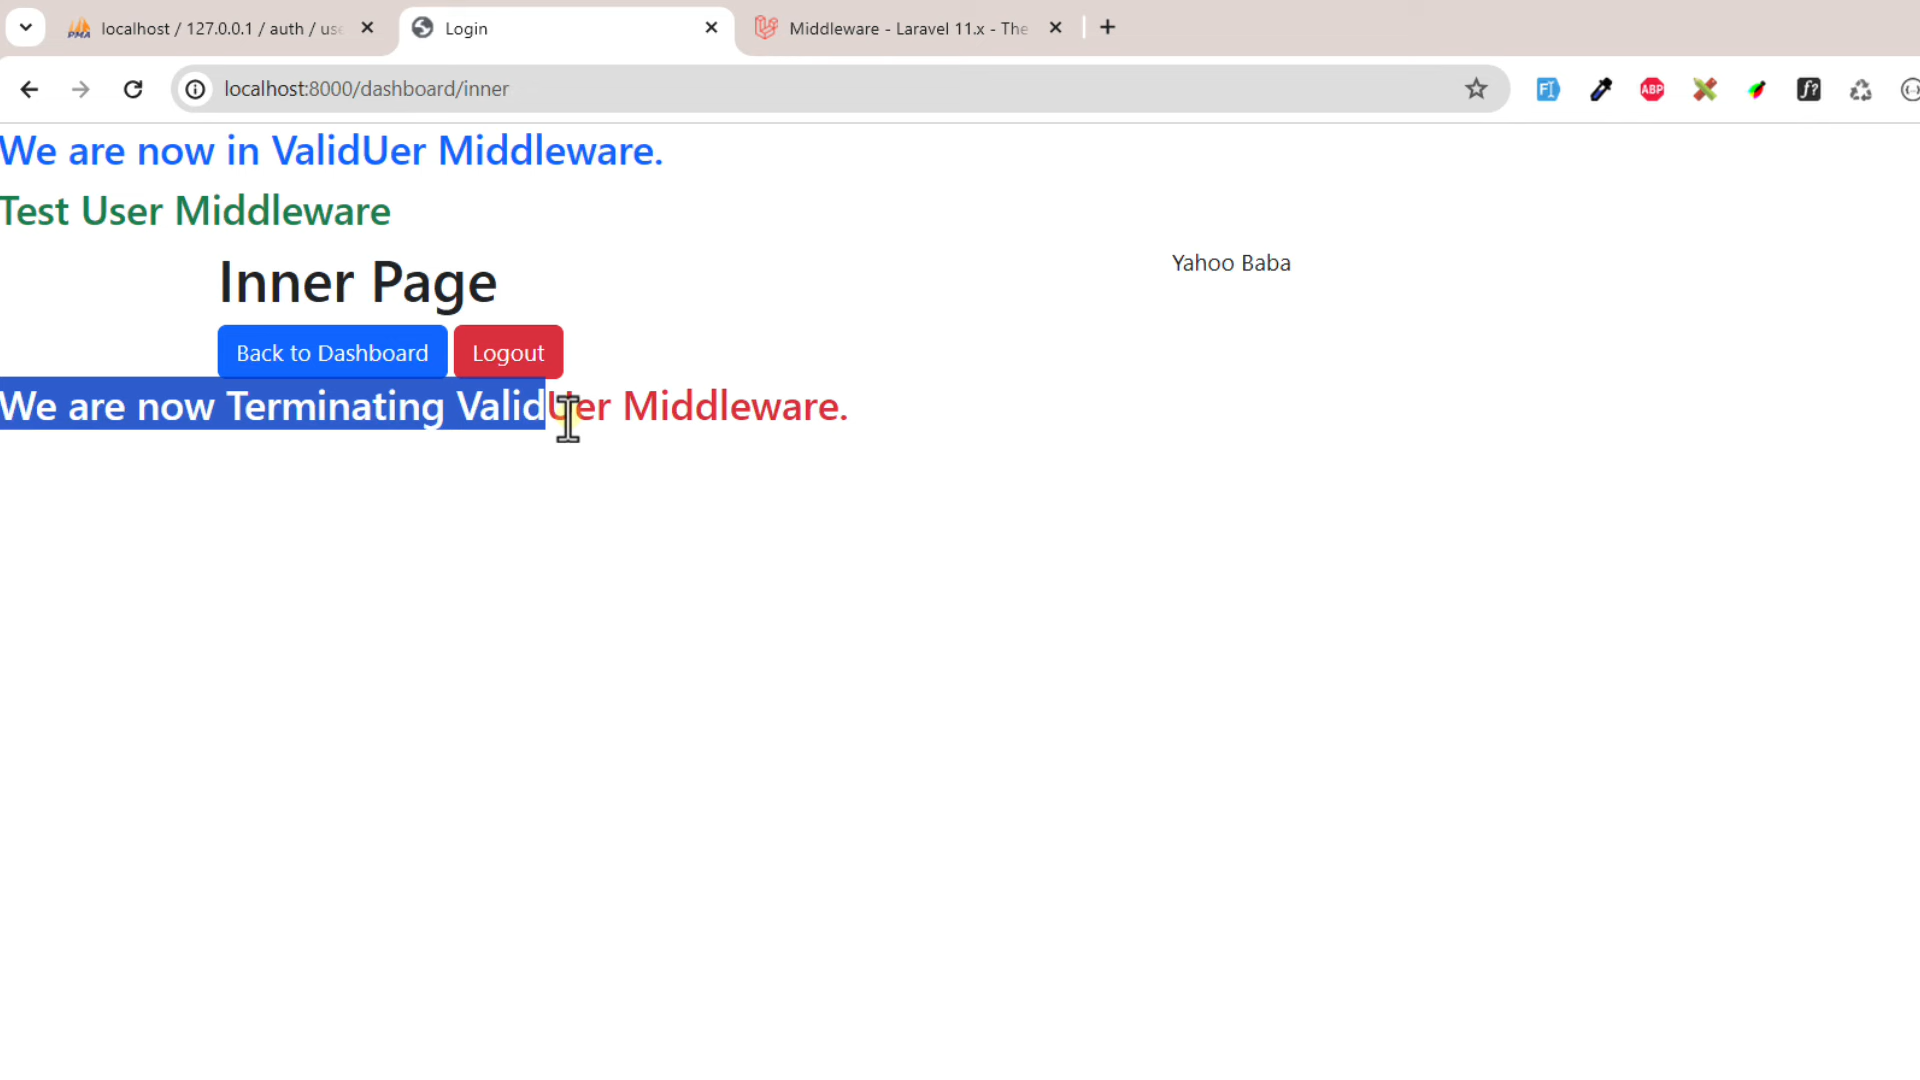 localhost / 127.0.0.1 / auth / use
Login
Middleware - Laravel 11.x - The
localhost:8000/dashboard/inner
ABP
f?
We are now in ValidUer Middleware.
Test User Middleware
Yahoo Baba
Inner Page
Back to Dashboard
Logout
We are now Terminating ValidUer Middleware.